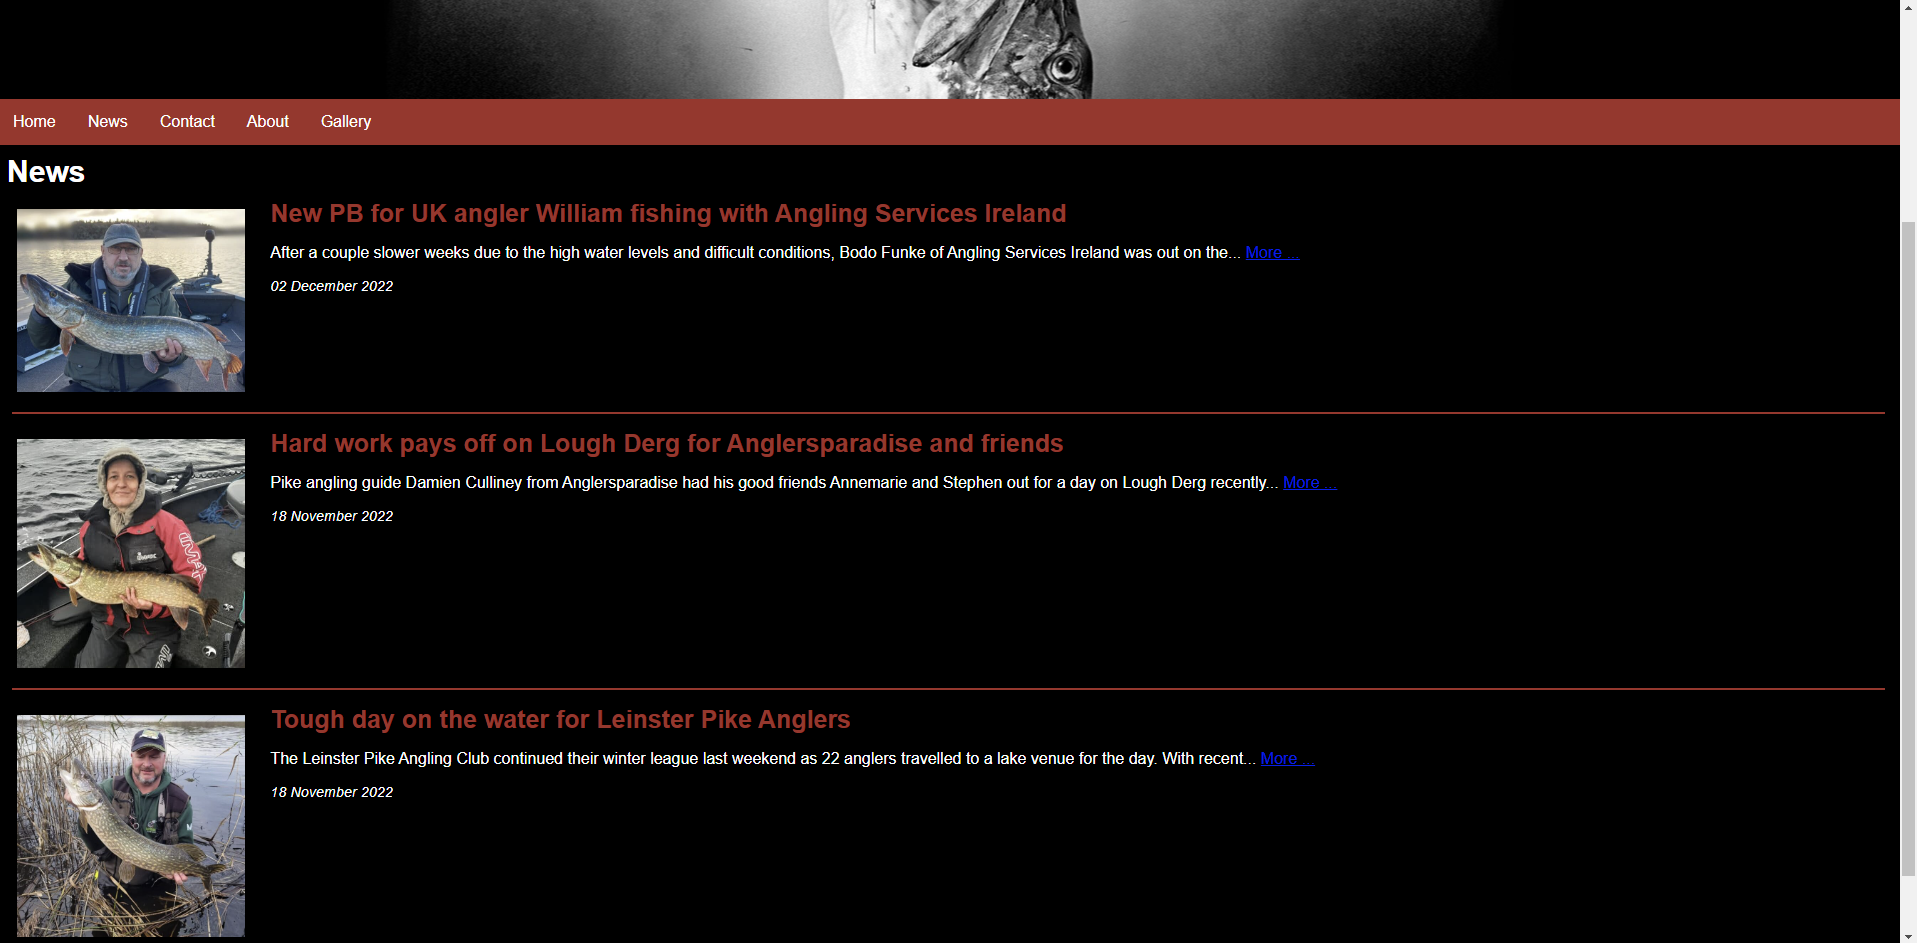 Home News Contact About Gallery
News
New PB for UK angler William fishing with Angling Services Ireland
After a couple slower weeks due to the high water levels and difficult conditions, Bodo Funke of Angling Services Ireland was out on the... More ...
02 December 2022
Hard work pays off on Lough Derg for Anglersparadise and friends
Pike angling guide Damien Culliney from Anglersparadise had his good friends Annemarie and Stephen out for a day on Lough Derg recently... More ...
18 November 2022
Tough day on the water for Leinster Pike Anglers
The Leinster Pike Angling Club continued their winter league last weekend as 22 anglers travelled to a lake venue for the day. With recent... More ...
18 November 2022